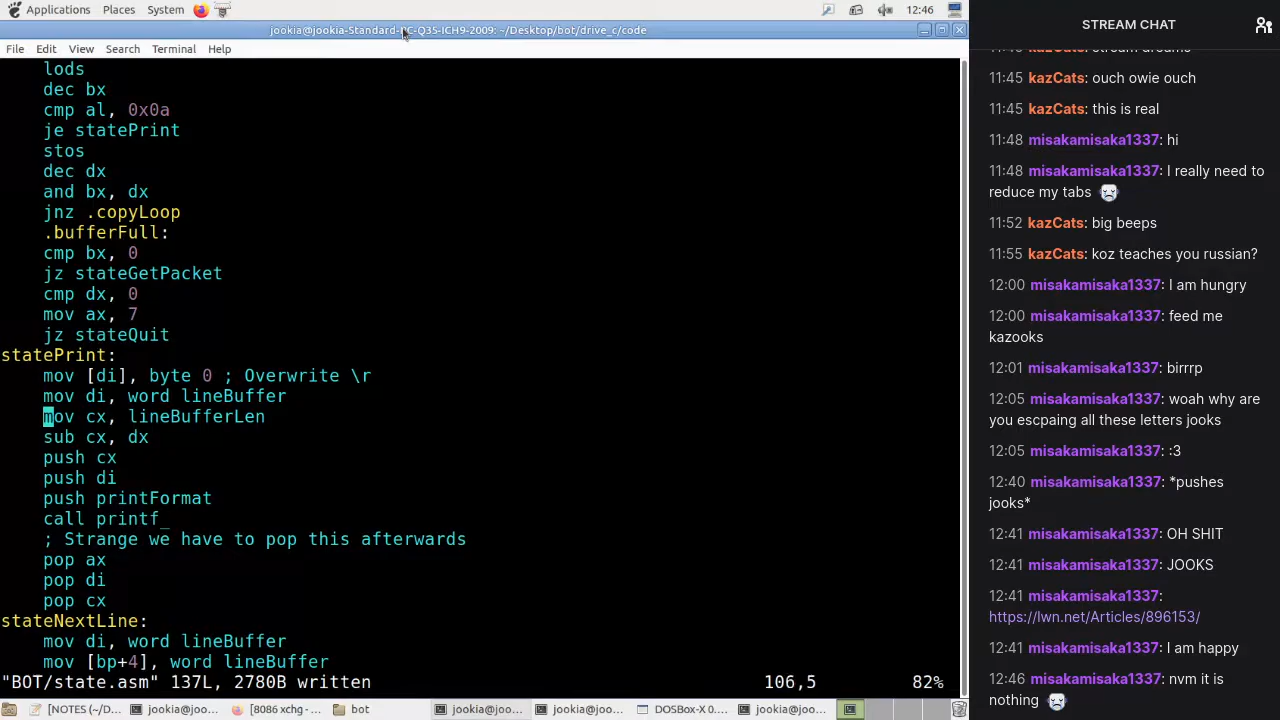 Applications Places System 12:46
jookia@jookia-Standard-PC-Q35-ICH9-2009: ~/Desktop/bot/drive_c/code
File Edit View Search Terminal Help
lods
dec bx
cmp al, 0x0a
je statePrint
stos
dec dx
and bx, dx
jnz .copyLoop
.bufferFull:
cmp bx, 0
jz stateGetPacket
cmp dx, 0
mov ax, 7
jz stateQuit
statePrint:
mov [di], byte 0 ; Overwrite \r
mov di, word lineBuffer
mov cx, lineBufferLen
sub cx, dx
push cx
push di
push printFormat
call printf_
; Strange we have to pop this afterwards
pop ax
pop di
pop cx
stateNextLine:
mov di, word lineBuffer
mov [bp+4], word lineBuffer
"BOT/state.asm" 137L, 2780B written 106,5 82%
[NOTES (~/D... jookia@joo... [8086 xchg -... bot jookia@joo... jookia@joo... DOSBox-X 0.... jookia@joo...
STREAM CHAT
11:45 kazCats: ouch owie ouch
11:45 kazCats: this is real
11:48 misakamisaka1337: hi
11:48 misakamisaka1337: I really need to
reduce my tabs
11:52 kazCats: big beeps
11:55 kazCats: koz teaches you russian?
12:00 misakamisaka1337: I am hungry
12:00 misakamisaka1337: feed me
kazooks
12:01 misakamisaka1337: birrrp
12:05 misakamisaka1337: woah why are
you escpaing all these letters jooks
12:05 misakamisaka1337: :3
12:40 misakamisaka1337: *pushes
jooks*
12:41 misakamisaka1337: OH SHIT
12:41 misakamisaka1337: JOOKS
12:41 misakamisaka1337:
https://lwn.net/Articles/896153/
12:41 misakamisaka1337: I am happy
12:46 misakamisaka1337: nvm it is
nothing